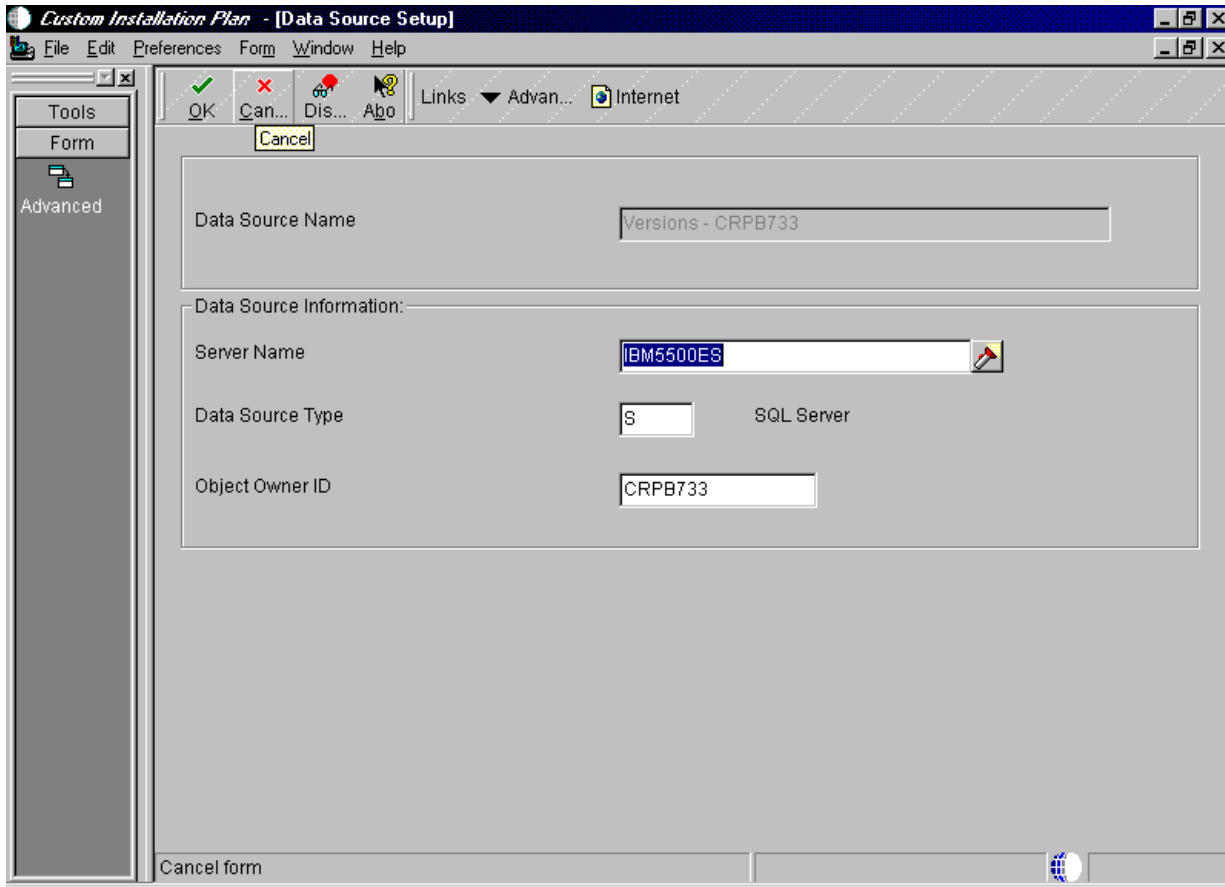 Custom Installation Plan - [Data Source Setup]
File Edit Preferences Form Window Help
Tools
Form
Advanced
OK Can... Dis... Abo Links Advan... Internet
Cancel
Data Source Name Versions - CRPB733
Data Source Information:
Server Name IBM5500ES
Data Source Type S SQL Server
Object Owner ID CRPB733
Cancel form